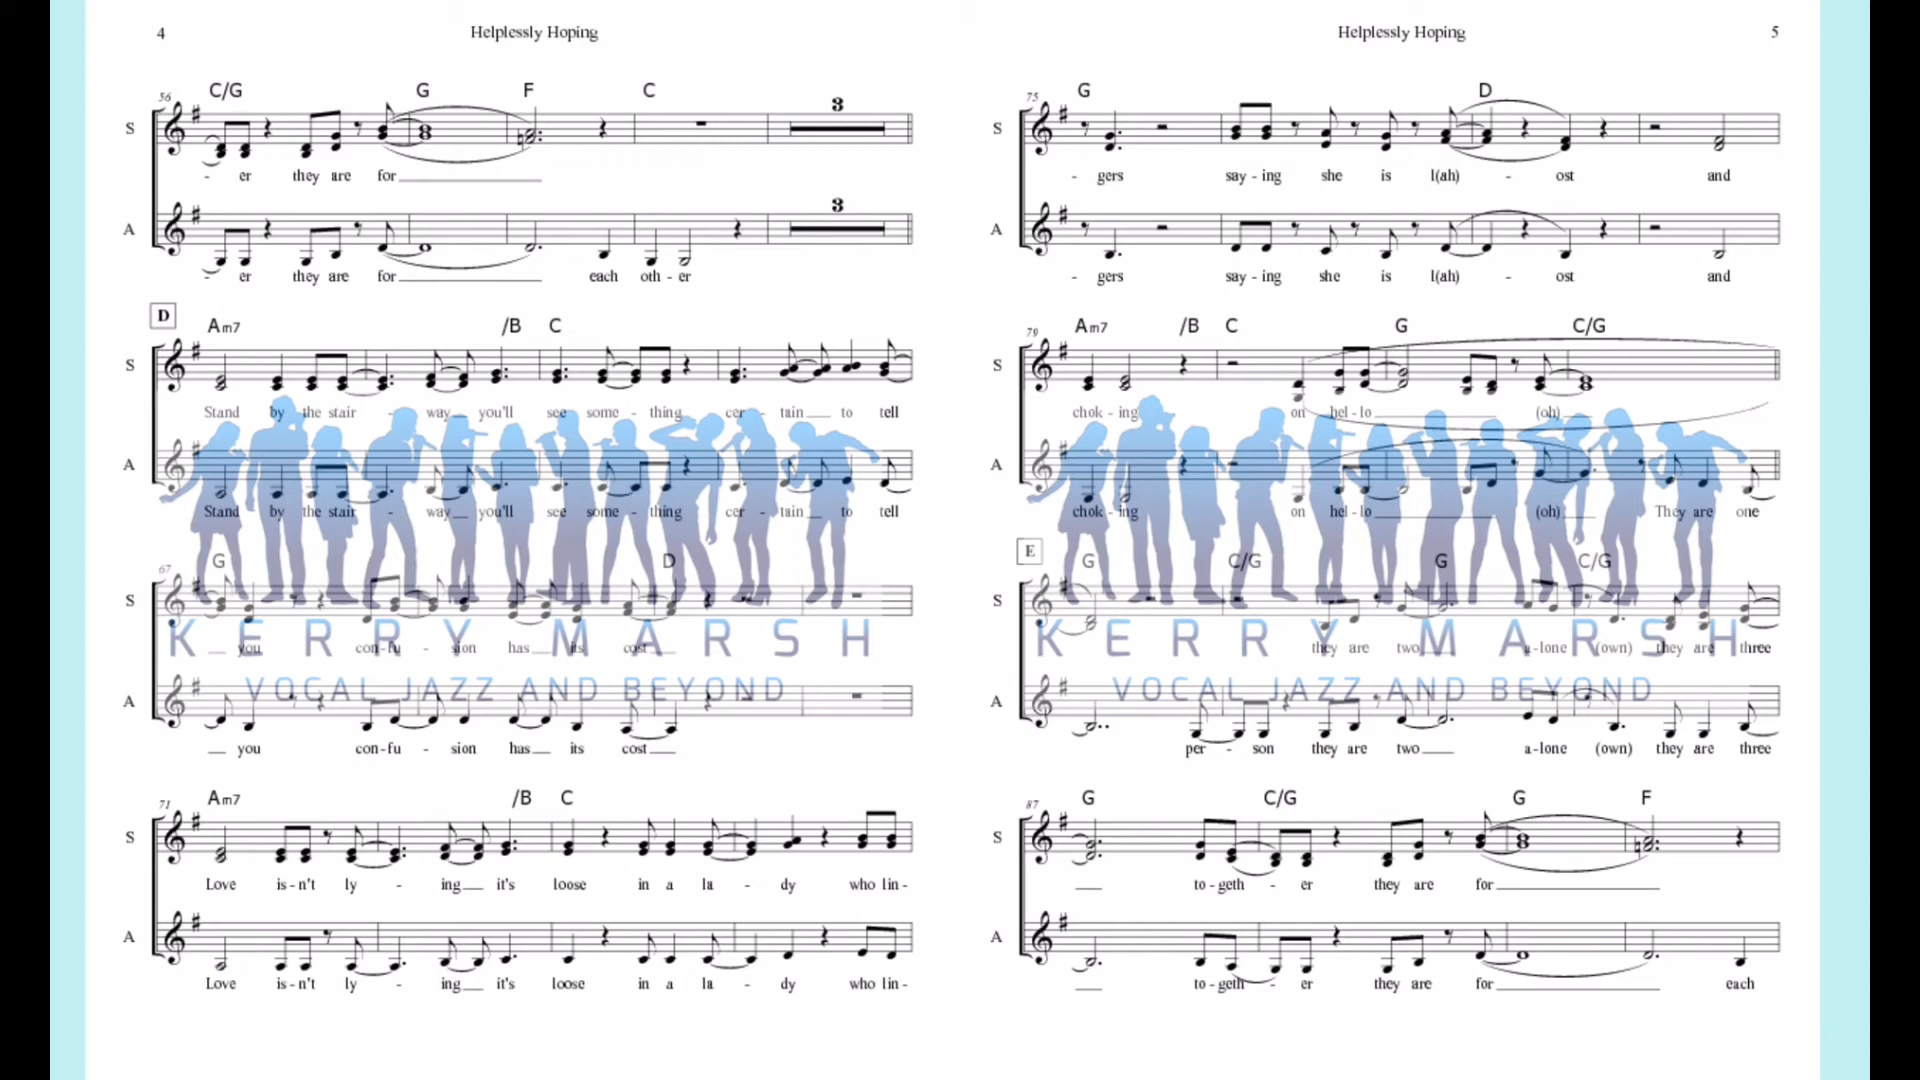 4
Helplessly Hoping
56
C/G G F C
S
3
- er they are for
A
3
- er they are for each oth - er
D
Am7 /B C
S
Stand by the stair - way you'll see some - thing cer - tain to tell
A
Stand by the stair - way you'll see some - thing cer - tain to tell
67
G D
S
you con - fu - sion has its cost
A
you con - fu - sion has its cost
71
Am7 /B C
S
Love is - n't ly - ing it's loose in a la - dy who lin -
A
Love is - n't ly - ing it's loose in a la - dy who lin -
KERRY MARSH
VOCAL JAZZ AND BEYOND
Helplessly Hoping
5
75
G D
S
- gers say - ing she is l(ah) - ost and
A
- gers say - ing she is l(ah) - ost and
79
Am7 /B C G C/G
S
chok - ing on hel - lo (oh)
A
chok - ing on hel - lo (oh) They are one
E
G C/G G C/G
S
they are two a - lone (own) they are three
A
per - son they are two a - lone (own) they are three
87
G C/G G F
S
to - geth - er they are for
A
to - geth - er they are for each
KERRY MARSH
VOCAL JAZZ AND BEYOND